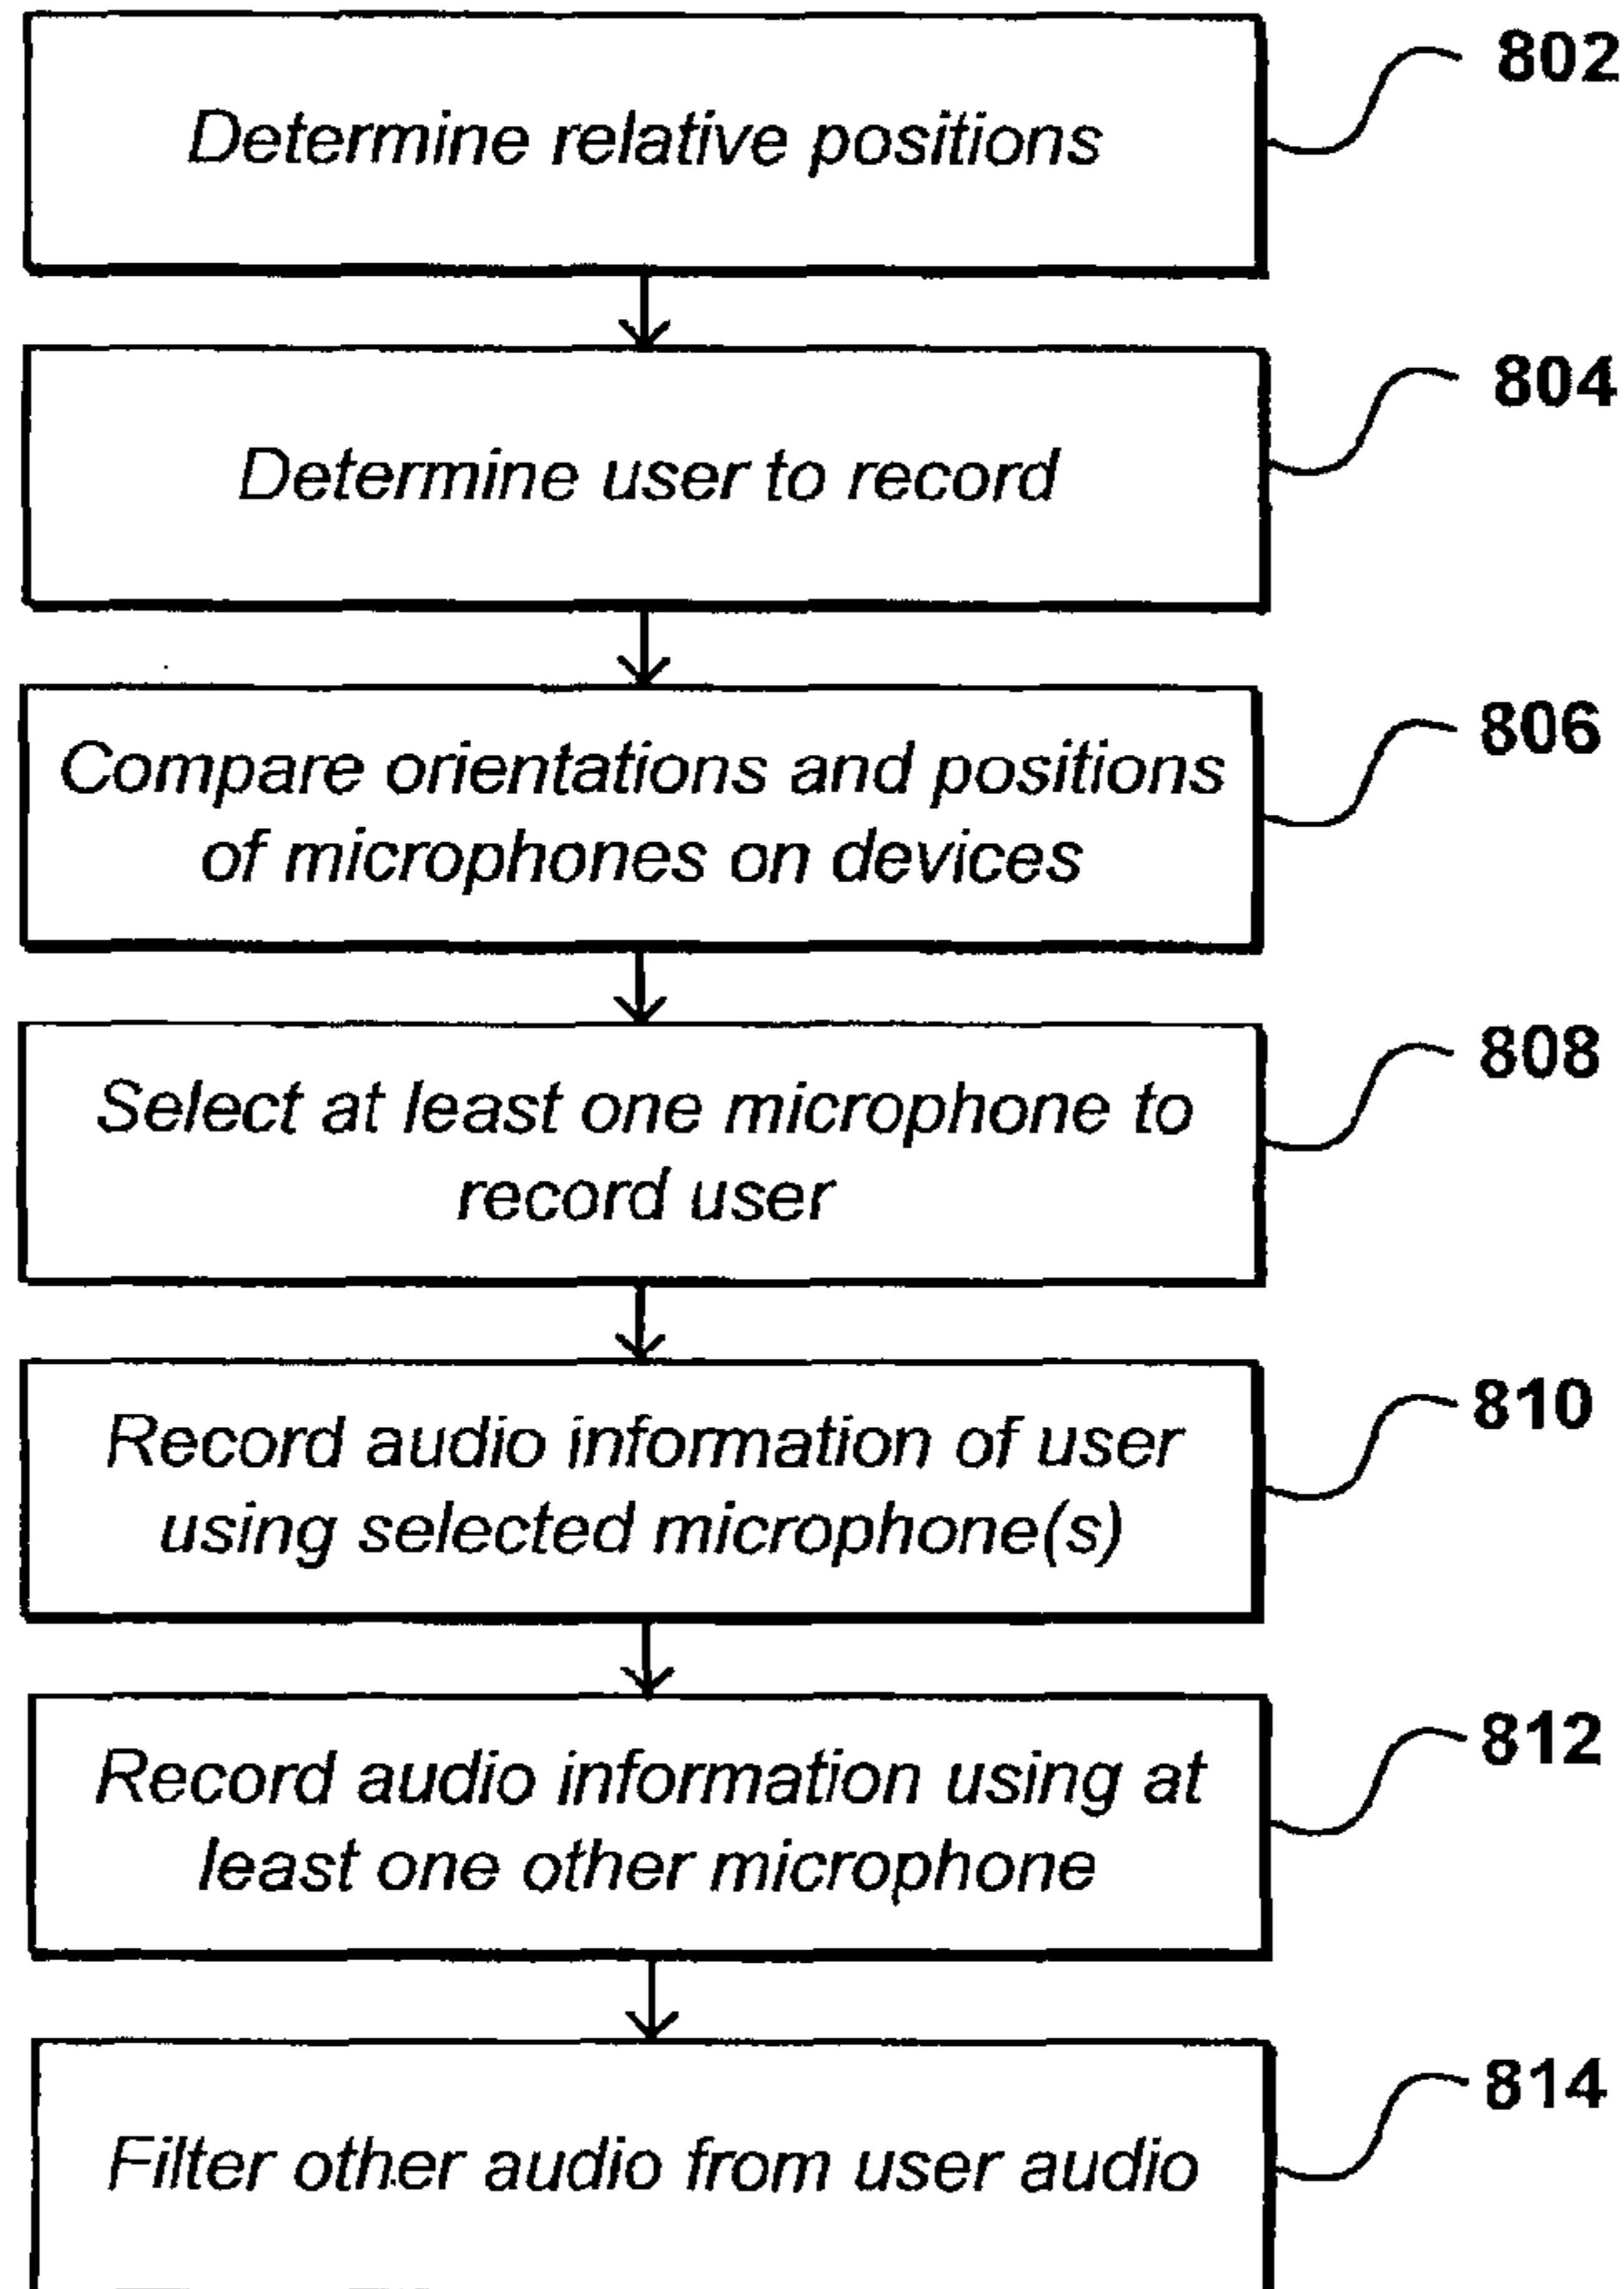 Determine relative positions
802
Determine user to record
804
Compare orientations and positions
of microphones on devices
806
Select at least one microphone to
record user
808
Record audio information of user
using selected microphone(s)
810
Record audio information using at
least one other microphone
812
Filter other audio from user audio
814